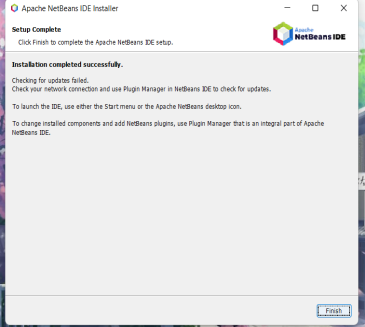 Apache NetBeans IDE Installer
Setup Complete
Click Finish to complete the Apache NetBeans IDE setup.
Apache
NetBeans IDE
Installation completed successfully.
Checking for updates failed.
Check your network connection and use Plugin Manager in NetBeans IDE to check for updates.
To launch the IDE, use either the Start menu or the Apache NetBeans desktop icon.
To change installed components and add NetBeans plugins, use Plugin Manager that is an integral part of Apache
NetBeans IDE.
Finish